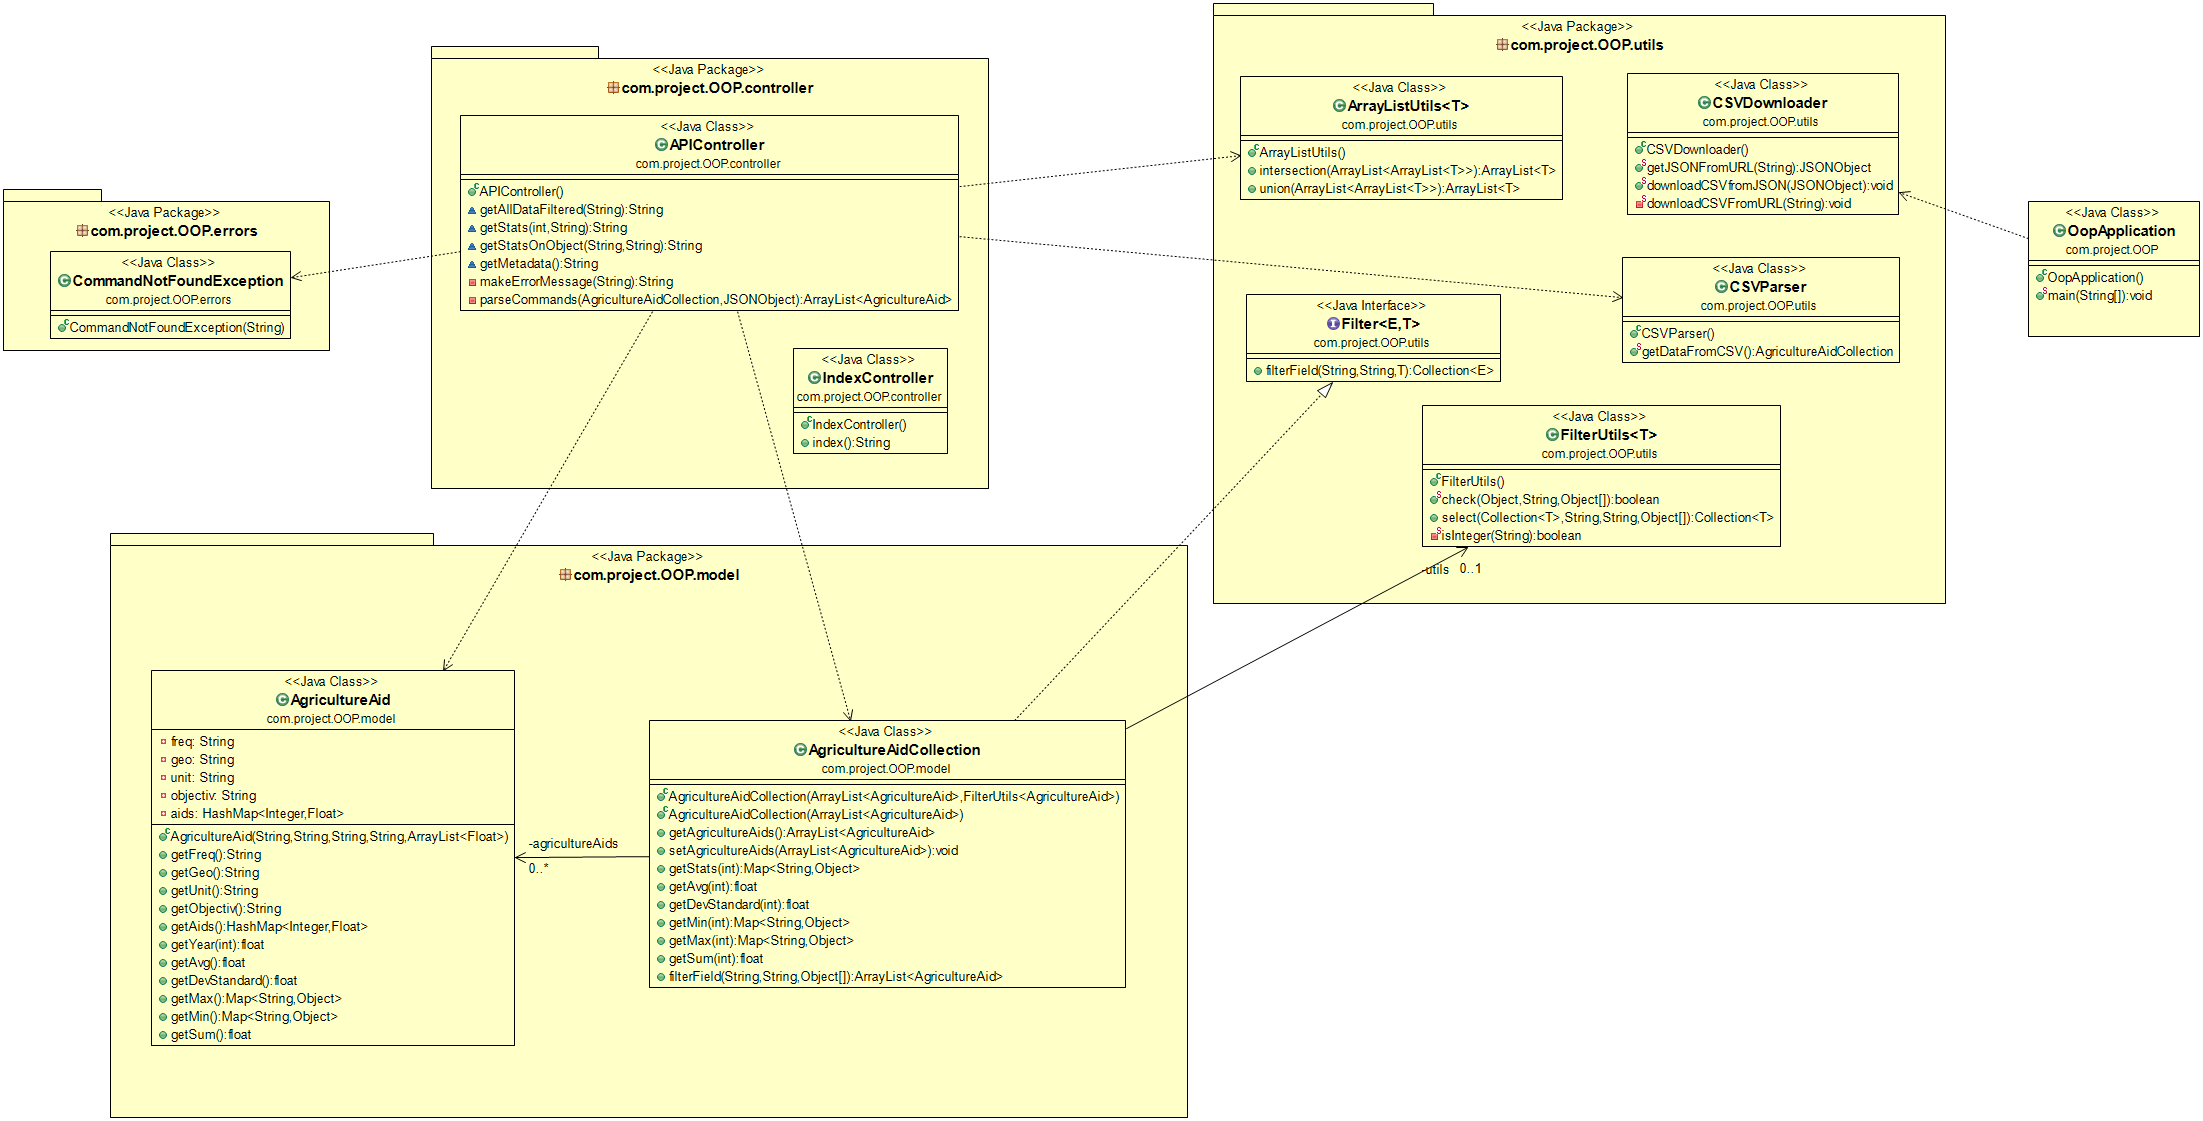 <<Java Package>>
com.project.OOP.errors
<<Java Class>>
CommandNotFoundException
com.project.OOP.errors
CommandNotFoundException(String)
<<Java Package>>
com.project.OOP.controller
<<Java Class>>
APIController
com.project.OOP.controller
APIController()
getAllDataFiltered(String):String
getStats(int,String):String
getStatsOnObject(String,String):String
getMetadata():String
makeErrorMessage(String):String
parseCommands(AgricultureAidCollection,JSONObject):ArrayList<AgricultureAid>
<<Java Class>>
IndexController
com.project.OOP.controller
IndexController()
index():String
<<Java Package>>
com.project.OOP.utils
<<Java Class>>
ArrayListUtils<T>
com.project.OOP.utils
ArrayListUtils()
intersection(ArrayList<ArrayList<T>>):ArrayList<T>
union(ArrayList<ArrayList<T>>):ArrayList<T>
<<Java Class>>
CSVDownloader
com.project.OOP.utils
CSVDownloader()
getJSONFromURL(String):JSONObject
downloadCSVfromJSON(JSONObject):void
downloadCSVFromURL(String):void
<<Java Class>>
CSVParser
com.project.OOP.utils
CSVParser()
getDataFromCSV():AgricultureAidCollection
<<Java Interface>>
Filter<E,T>
com.project.OOP.utils
filterField(String,String,T):Collection<E>
<<Java Class>>
FilterUtils<T>
com.project.OOP.utils
FilterUtils()
check(Object,String,Object[]):boolean
select(Collection<T>,String,String,Object[]):Collection<T>
isInteger(String):boolean
-utils 0..1
<<Java Class>>
OopApplication
com.project.OOP
OopApplication()
main(String[]):void
<<Java Package>>
com.project.OOP.model
<<Java Class>>
AgricultureAid
com.project.OOP.model
freq: String
geo: String
unit: String
objectiv: String
aids: HashMap<Integer,Float>
AgricultureAid(String,String,String,String,ArrayList<Float>)
getFreq():String
getGeo():String
getUnit():String
getObjectiv():String
getAids():HashMap<Integer,Float>
getYear(int):float
getAvg():float
getDevStandard():float
getMax():Map<String,Object>
getMin():Map<String,Object>
getSum():float
-agricultureAids
0..*
<<Java Class>>
AgricultureAidCollection
com.project.OOP.model
AgricultureAidCollection(ArrayList<AgricultureAid>,FilterUtils<AgricultureAid>)
AgricultureAidCollection(ArrayList<AgricultureAid>)
getAgricultureAids():ArrayList<AgricultureAid>
setAgricultureAids(ArrayList<AgricultureAid>):void
getStats(int):Map<String,Object>
getAvg(int):float
getDevStandard(int):float
getMin(int):Map<String,Object>
getMax(int):Map<String,Object>
getSum(int):float
filterField(String,String,Object[]):ArrayList<AgricultureAid>